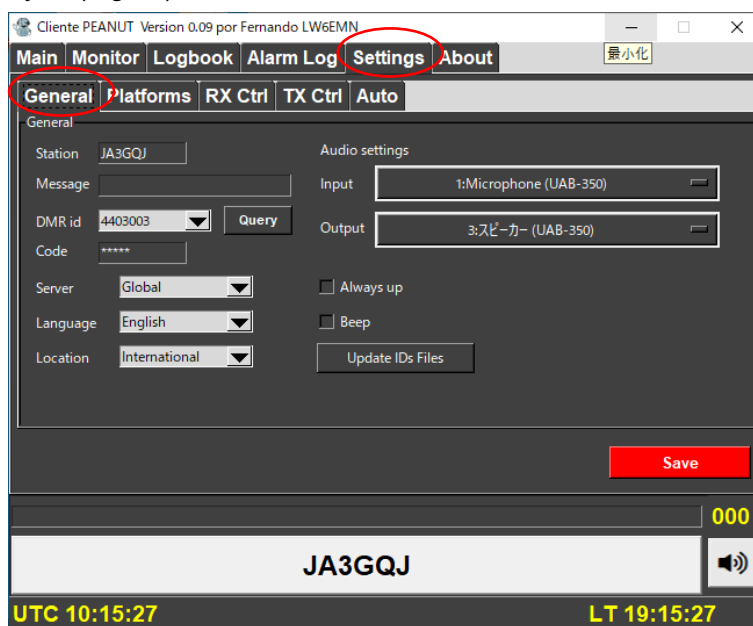 Cliente PEANUT Version 0.09 por Fernando LW6EMN
Main Monitor Logbook Alarm Log Settings About
最小化
General Platforms RX Ctrl TX Ctrl Auto
General
Station JA3GQJ
Audio settings
Message
Input 1:Microphone (UAB-350)
DMR id 4403003 Query
Output 3:スピーカー (UAB-350)
Code *****
Server Global
Always up
Language English
Beep
Location International
Update IDs Files
Save
000
JA3GQJ
UTC 10:15:27 LT 19:15:27